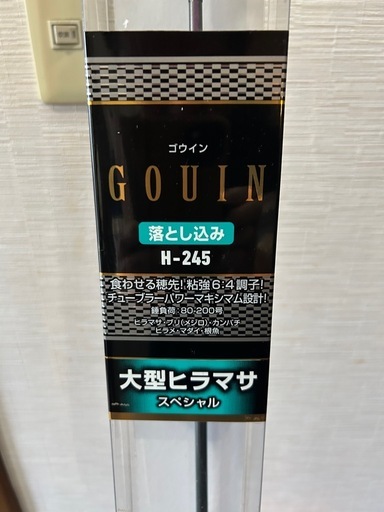 ゴウイン
GOUIN
落とし込み
H-245
食わせる穂先!粘強6:4調子!
チューブラーパワーマキシマム設計!
錘負荷:80-200号
ヒラマサ・ブリ(メジロ)・カンパチ
ヒラメ・マダイ・根魚
大型ヒラマサ
スペシャル